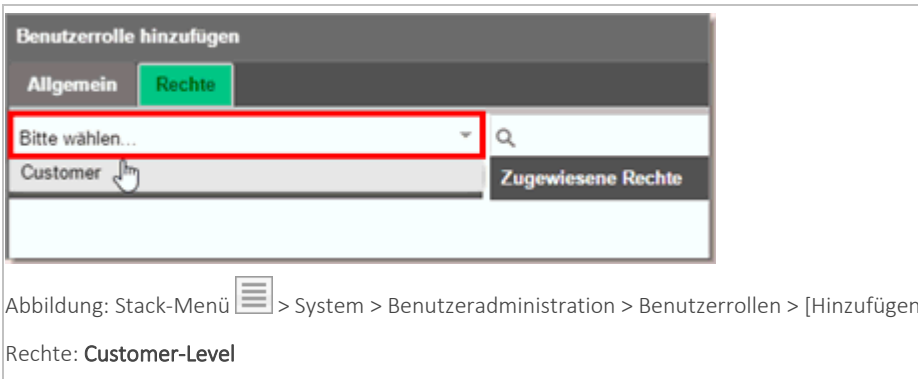 Benutzerrolle hinzufügen
Allgemein Rechte
Bitte wählen...
Customer Zugewiesene Rechte
Abbildung: Stack-Menü > System > Benutzeradministration > Benutzerrollen > [Hinzufügen
Rechte: Customer-Level